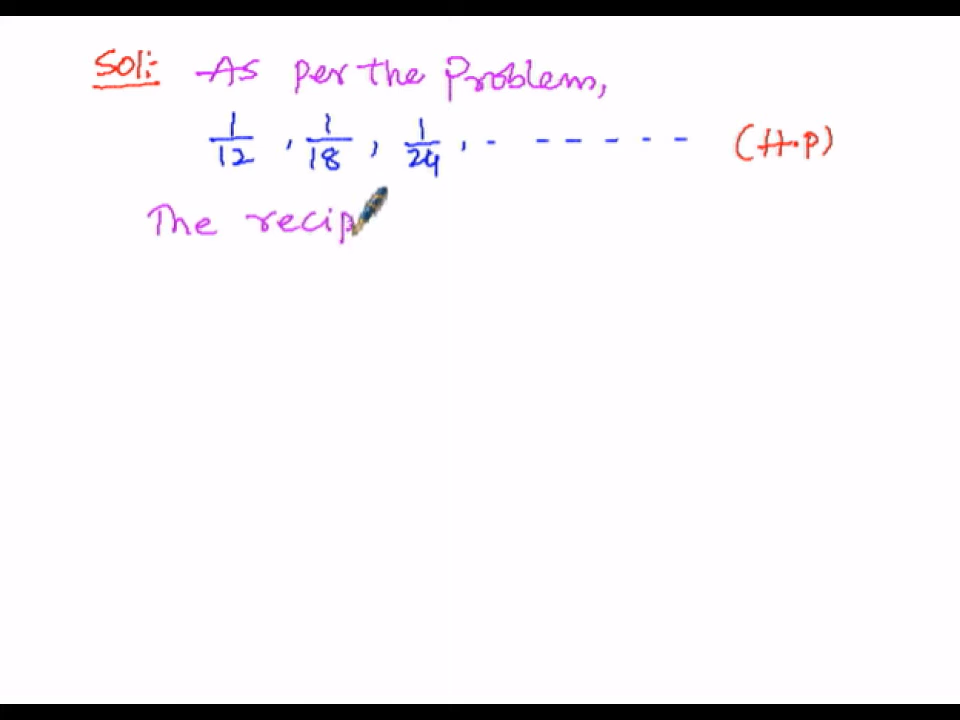 Sol: As per the Problem,
1/12, 1/18, 1/24, - - - - - - (H.P)
The recip